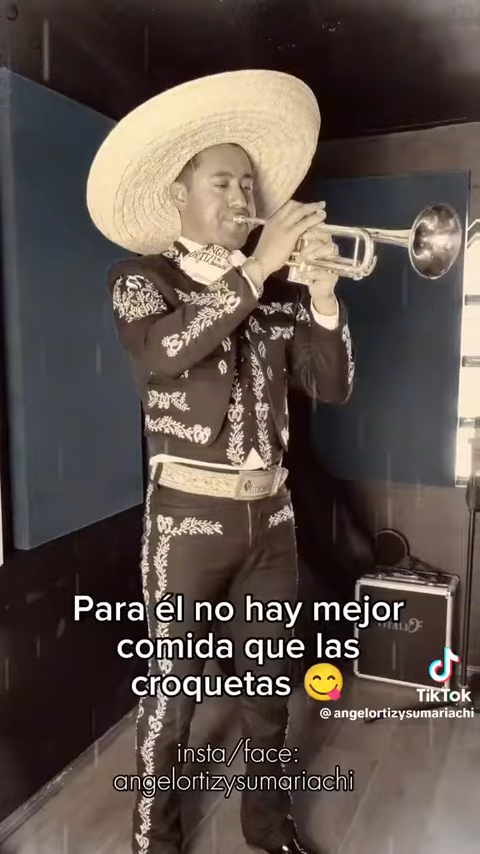 Para él no hay mejor
comida que las
croquetas 😋
TikTok
@angelortizysumariachi
insta/face:
angelortizysumariachi